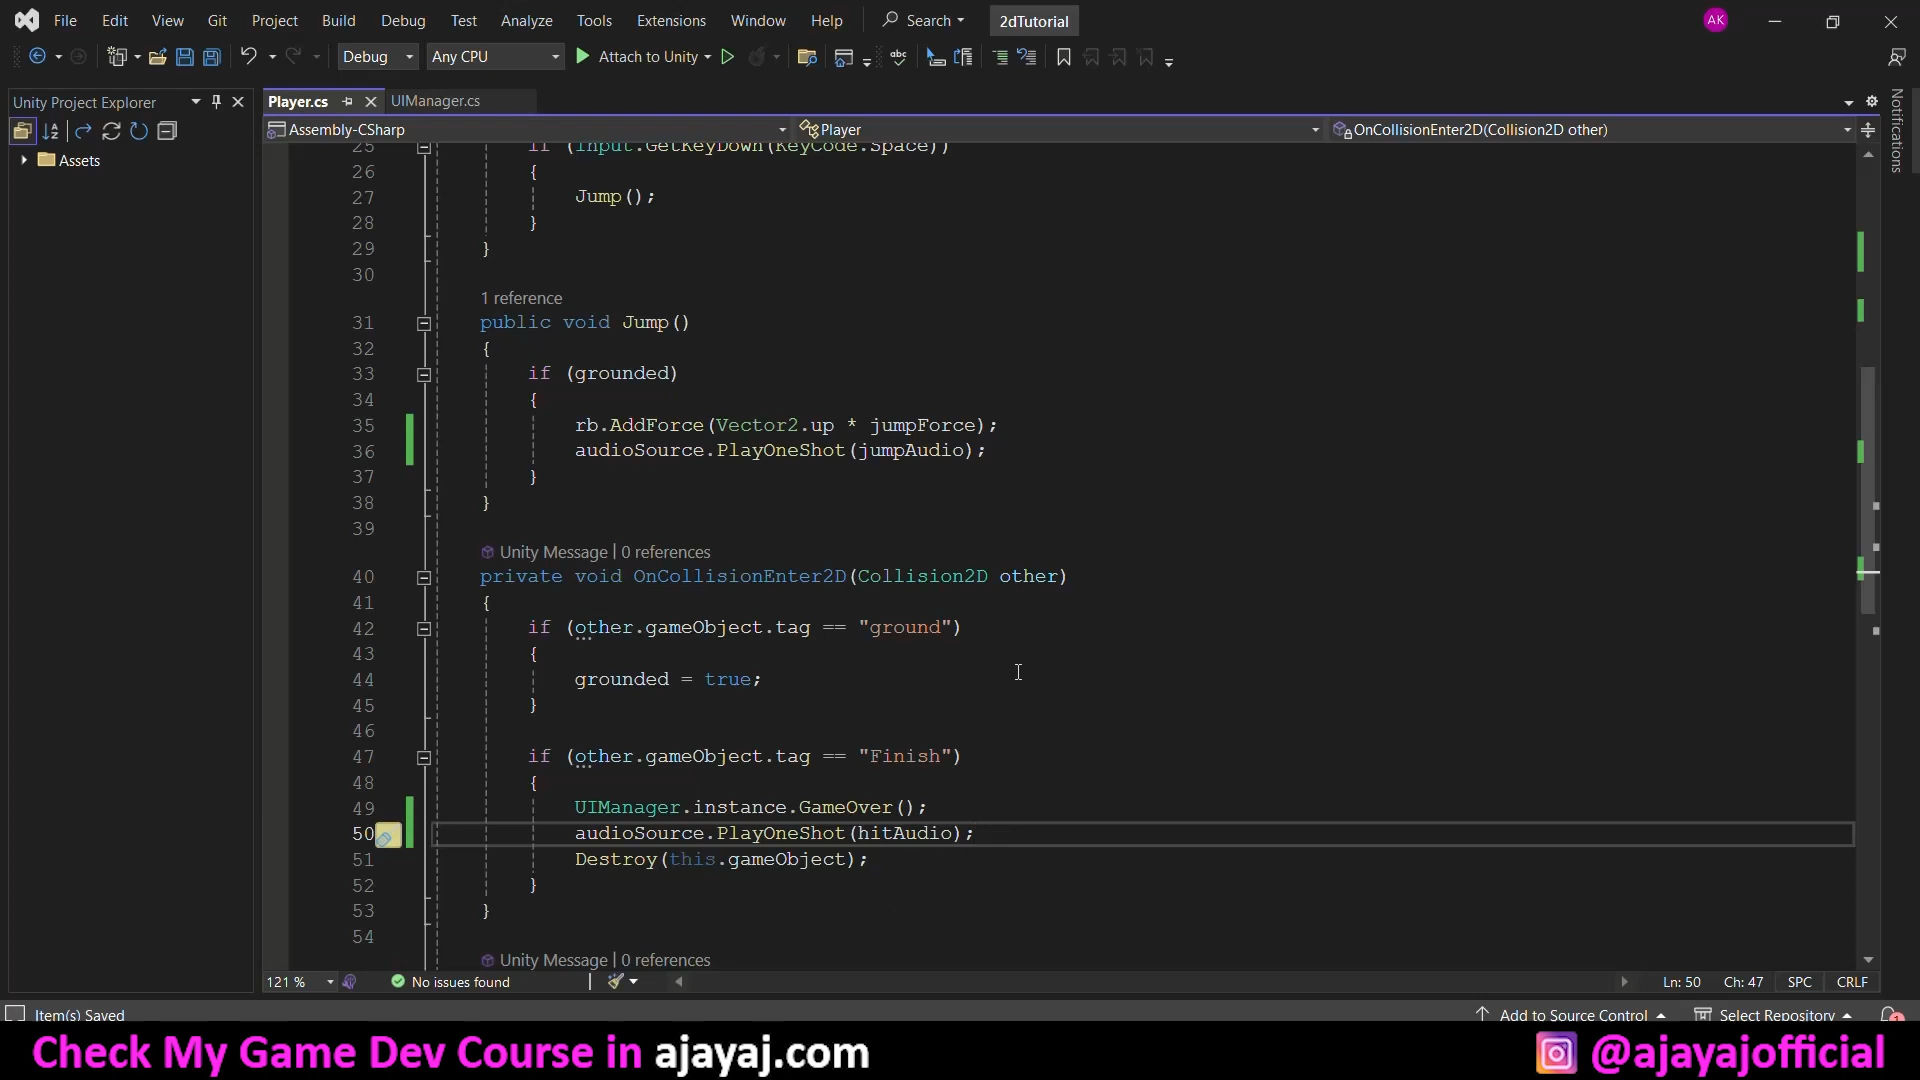 File Edit View Git Project Build Debug Test Analyze Tools Extensions Window Help Search 2dTutorial AK
Debug Any CPU Attach to Unity
Unity Project Explorer
Player.cs UIManager.cs
Assembly-CSharp Player OnCollisionEnter2D(Collision2D other)
Assets
Notifications
25 if (Input.GetKeyDown(KeyCode.Space))
26 {
27 Jump();
28 }
29 }
30
1 reference
31 public void Jump()
32 {
33 if (grounded)
34 {
35 rb.AddForce(Vector2.up * jumpForce);
36 audioSource.PlayOneShot(jumpAudio);
37 }
38 }
39
Unity Message | 0 references
40 private void OnCollisionEnter2D(Collision2D other)
41 {
42 if (other.gameObject.tag == "ground")
43 {
44 grounded = true;
45 }
46
47 if (other.gameObject.tag == "Finish")
48 {
49 UIManager.instance.GameOver();
50 audioSource.PlayOneShot(hitAudio);
51 Destroy(this.gameObject);
52 }
53 }
54
Unity Message | 0 references
121 % No issues found Ln: 50 Ch: 47 SPC CRLF
Item(s) Saved Add to Source Control Select Repository 1
Check My Game Dev Course in ajayaj.com @ajayajofficial